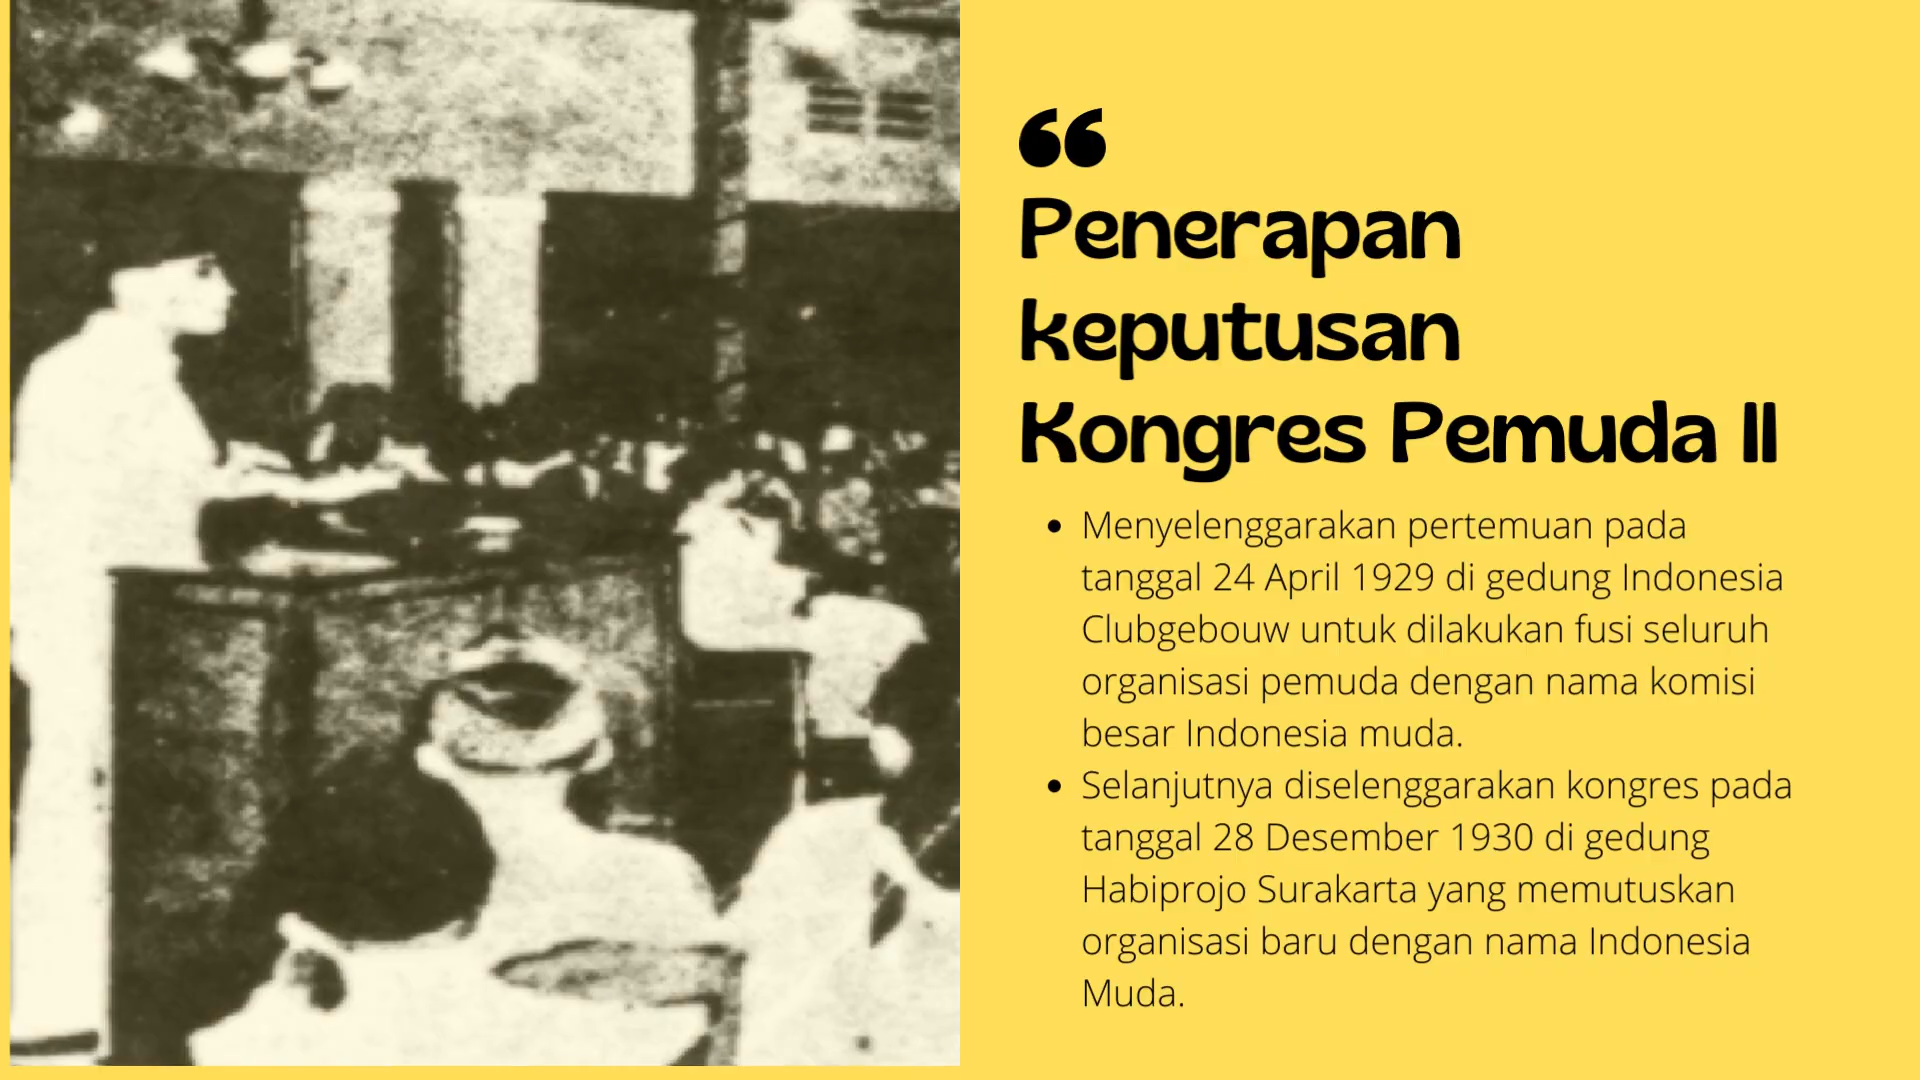 “
Penerapan
keputusan
Kongres Pemuda II
• Menyelenggarakan pertemuan pada
tanggal 24 April 1929 di gedung Indonesia
Clubgebouw untuk dilakukan fusi seluruh
organisasi pemuda dengan nama komisi
besar Indonesia muda.
• Selanjutnya diselenggarakan kongres pada
tanggal 28 Desember 1930 di gedung
Habiprojo Surakarta yang memutuskan
organisasi baru dengan nama Indonesia
Muda.